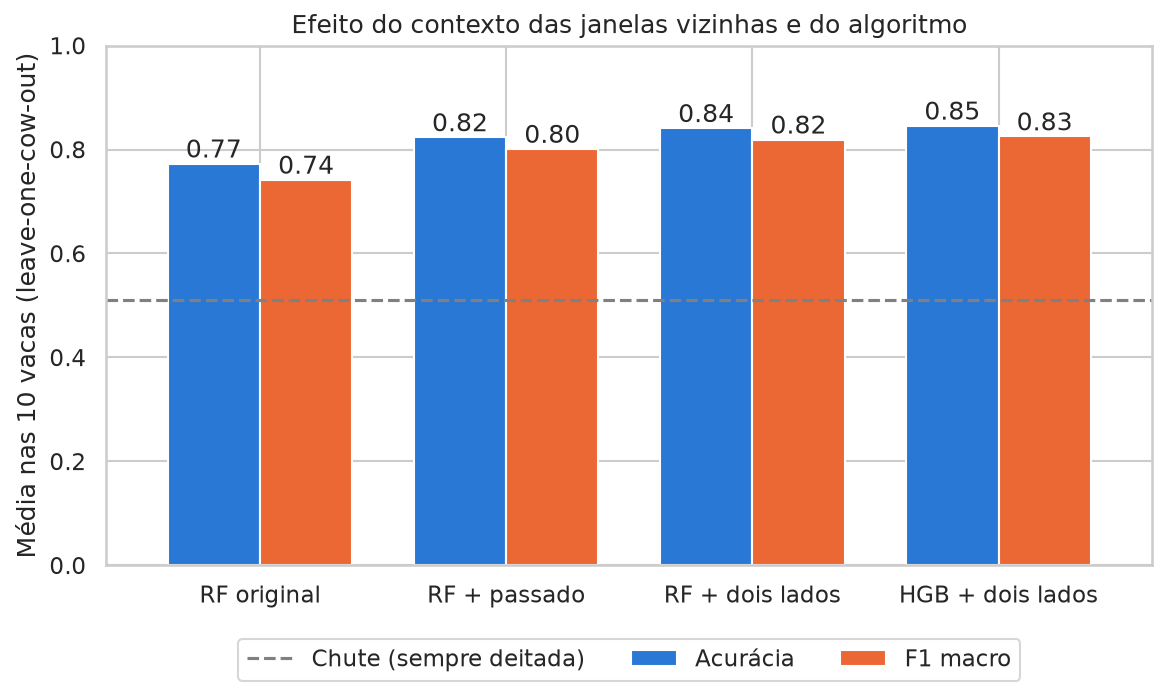 Efeito do contexto das janelas vizinhas e do algoritmo
Média nas 10 vacas (leave-one-cow-out)
1.0
0.8
0.6
0.4
0.2
0.0
0.77
0.74
0.82
0.80
0.84
0.82
0.85
0.83
RF original
RF + passado
RF + dois lados
HGB + dois lados
Chute (sempre deitada)
Acurácia
F1 macro